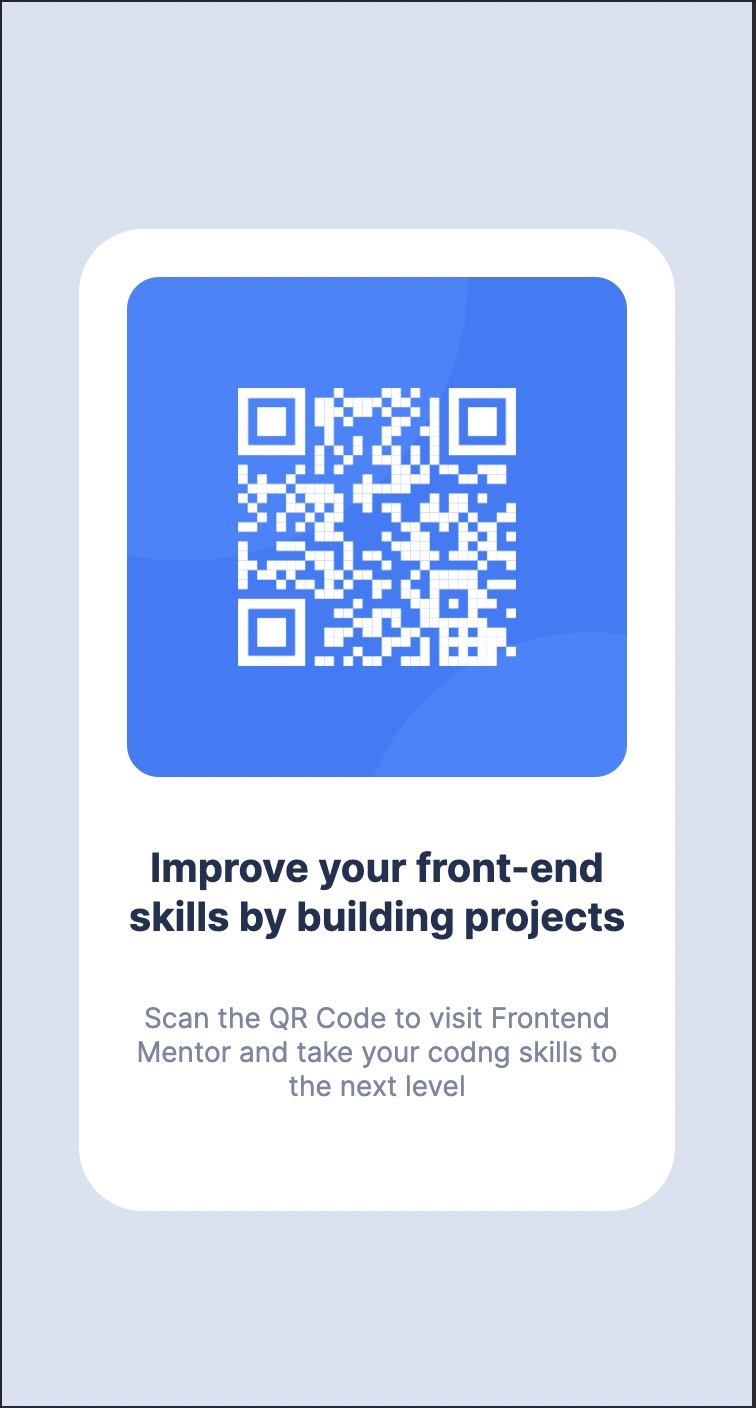 Improve your front-end
skills by building projects
Scan the QR Code to visit Frontend
Mentor and take your codng skills to
the next level